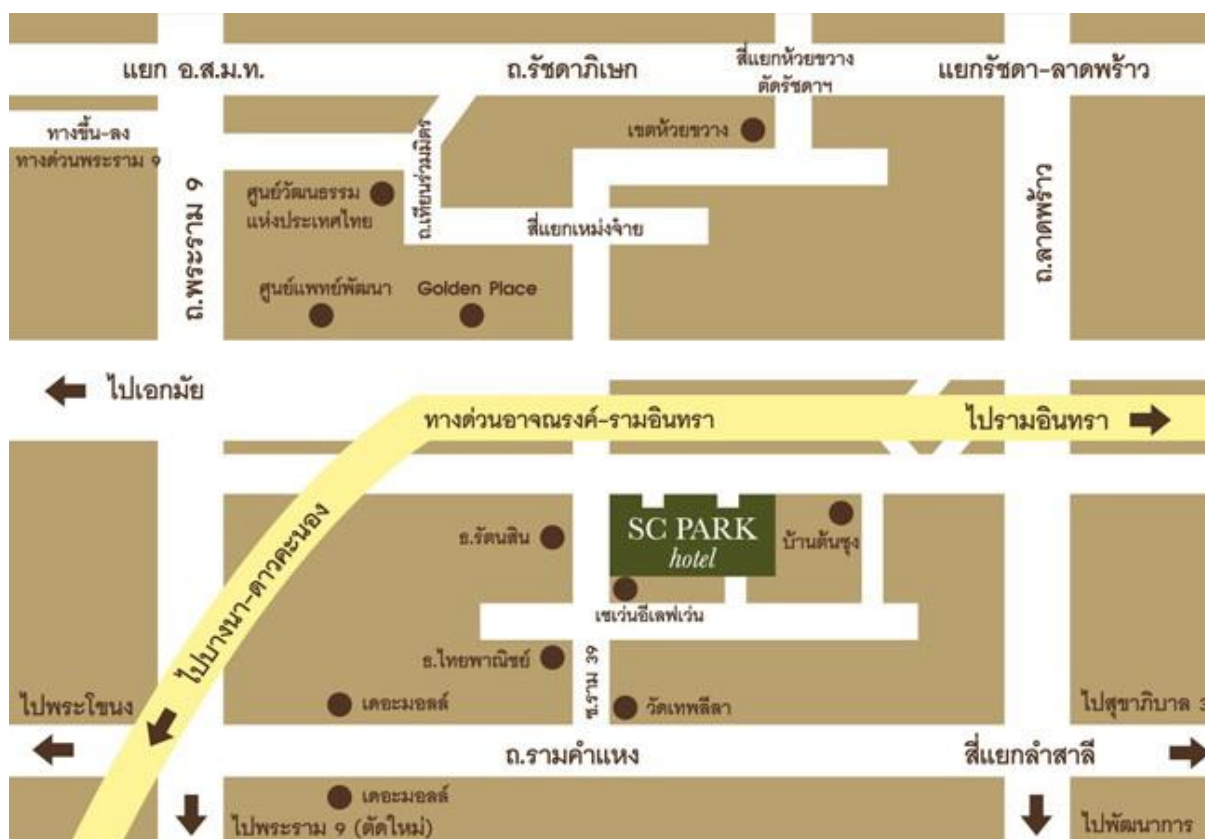 แยก อ.ส.ม.ท.
ถ.รัชดาภิเษก
สี่แยกห้วยขวาง
ตัดรัชดาฯ
แยกรัชดา-ลาดพร้าว
ทางขึ้น-ลง
ทางด่วนพระราม ๙
ถ.พระราม ๙
ศูนย์วัฒนธรรม
แห่งประเทศไทย
ถ.เทียนร่วมมิตร
เขตห้วยขวาง
สี่แยกเหม่งจ๋าย
ถ.ลาดพร้าว
ศูนย์แพทย์พัฒนา
Golden Place
ไปเอกมัย
ทางด่วนอาจณรงค์-รามอินทรา
ไปรามอินทรา
ไปบางนา-ดาวคะนอง
ธ.รัตนสิน
SC PARK
hotel
บ้านต้นซุง
เซเว่นอีเลฟเว่น
ธ.ไทยพาณิชย์
ซ.ราม 39
ไปพระโขนง
เดอะมอลล์
วัดเทพลีลา
ไปสุขาภิบาล 3
ถ.รามคำแหง
สี่แยกลำสาลี
เดอะมอลล์
ไปพระราม ๙ (ตัดใหม่)
ไปพัฒนาการ